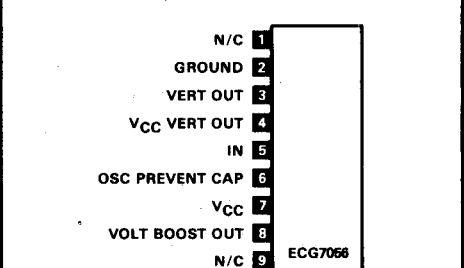 N/C 1
GROUND 2
VERT OUT 3
VCC VERT OUT 4
IN 5
OSC PREVENT CAP 6
VCC 7
VOLT BOOST OUT 8
ECG7056
N/C 9